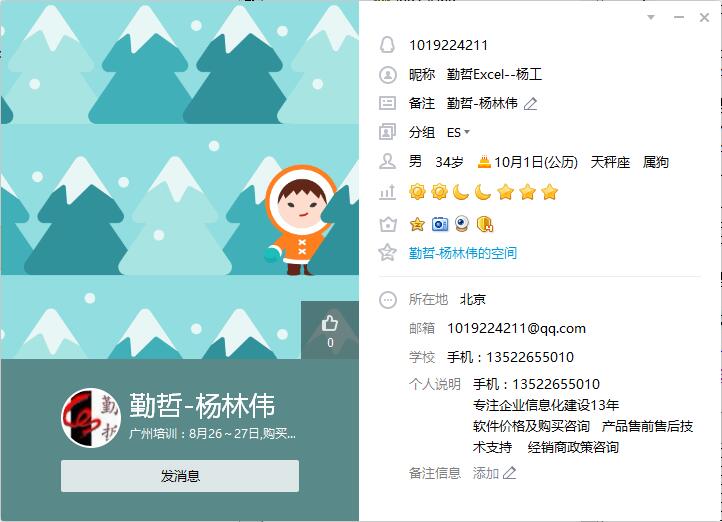 0
勤哲-杨林伟
广州培训：8月26～27日,购买...
发消息
1019224211
昵称 勤哲Excel--杨工
备注 勤哲-杨林伟
分组 ES
男 34岁 10月1日(公历) 天秤座 属狗
勤哲-杨林伟的空间
所在地 北京
邮箱 1019224211@qq.com
学校 手机：13522655010
个人说明 手机：13522655010
专注企业信息化建设13年
软件价格及购买咨询 产品售前售后技
术支持 经销商政策咨询
备注信息 添加